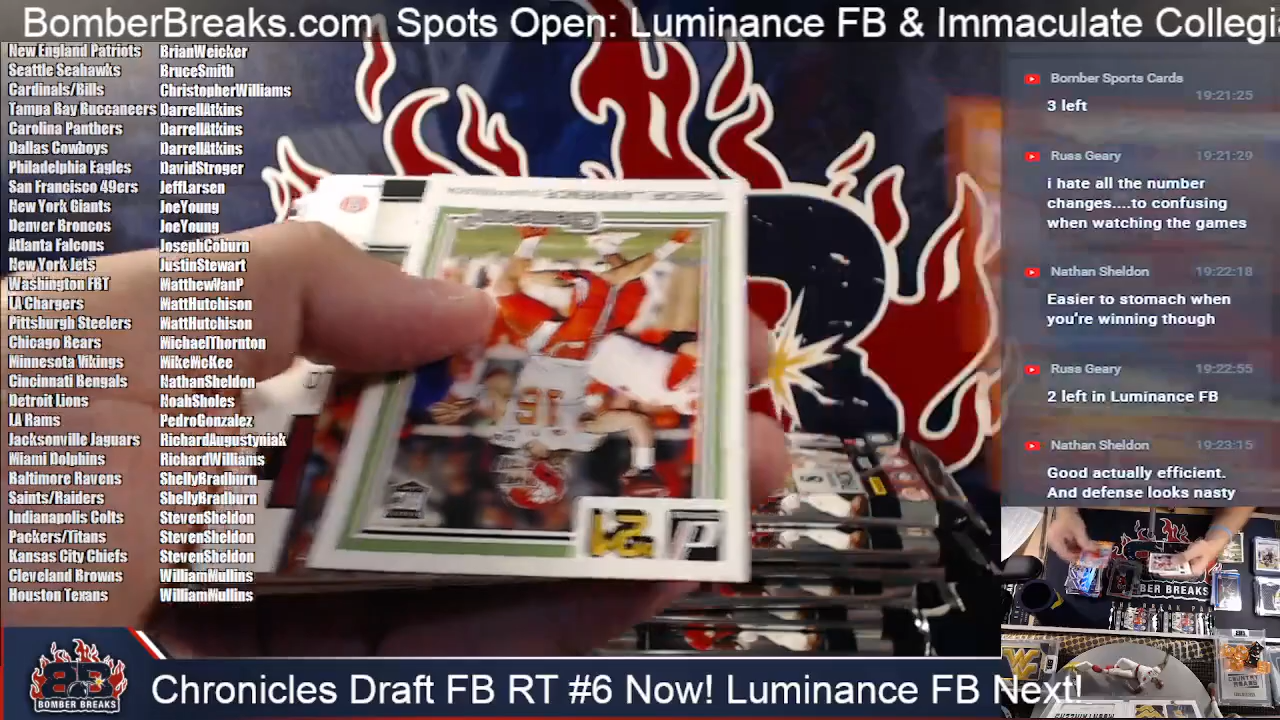 BomberBreaks.com  Spots Open: Luminance FB & Immaculate Collegi
New England Patriots BrianWeicker
Seattle Seahawks BruceSmith
Cardinals/Bills ChristopherWilliams
Tampa Bay Buccaneers DarrellAtkins
Carolina Panthers DarrellAtkins
Dallas Cowboys DarrellAtkins
Philadelphia Eagles DavidStroger
San Francisco 49ers JeffLarsen
New York Giants JoeYoung
Denver Broncos JoeYoung
Atlanta Falcons JosephCoburn
New York Jets JustinStewart
Washington FBT MatthewVanP
LA Chargers MattHutchison
Pittsburgh Steelers MattHutchison
Chicago Bears MichaelThornton
Minnesota Vikings MikeMcKee
Cincinnati Bengals NathanSheldon
Detroit Lions NoahSholes
LA Rams PedroGonzalez
Jacksonville Jaguars RichardAugustyniak
Miami Dolphins RichardWilliams
Baltimore Ravens ShellyBradburn
Saints/Raiders ShellyBradburn
Indianapolis Colts StevenSheldon
Packers/Titans StevenSheldon
Kansas City Chiefs StevenSheldon
Cleveland Browns WilliamMullins
Houston Texans WilliamMullins
Bomber Sports Cards 19:21:25
3 left
Russ Geary 19:21:29
i hate all the number
changes....to confusing
when watching the games
Nathan Sheldon 19:22:18
Easier to stomach when
you're winning though
Russ Geary 19:22:55
2 left in Luminance FB
Nathan Sheldon 19:23:15
Good actually efficient.
And defense looks nasty
BOMBER BREAKS
Chronicles Draft FB RT #6 Now! Luminance FB Next!